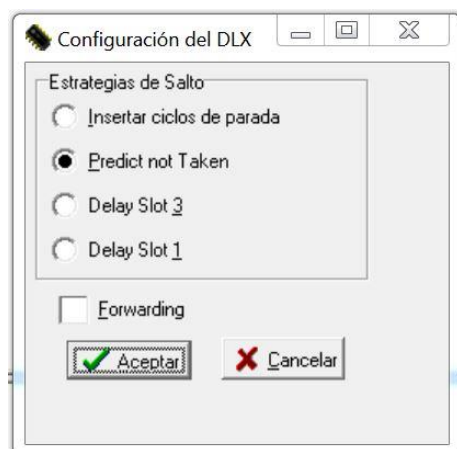 Configuración del DLX
Estrategias de Salto
Insertar ciclos de parada
Predict not Taken
Delay Slot 3
Delay Slot 1
Forwarding
Aceptar
Cancelar